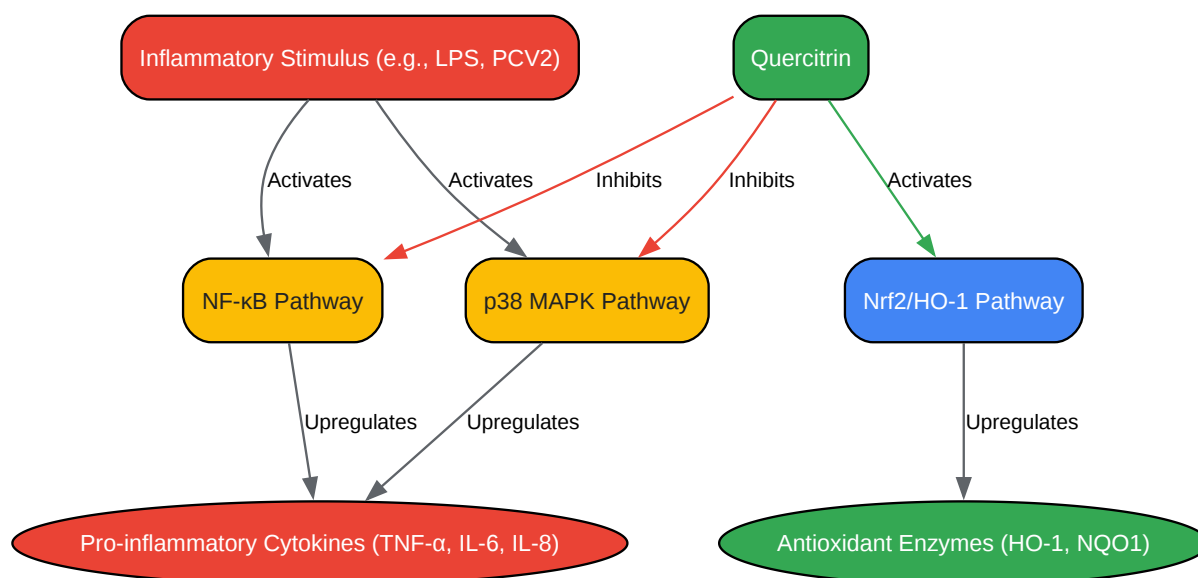 Inflammatory Stimulus (e.g., LPS, PCV2)
Quercitrin
Activates
Activates
Inhibits
Inhibits
Activates
NF-κB Pathway
p38 MAPK Pathway
Nrf2/HO-1 Pathway
Upregulates
Upregulates
Upregulates
Pro-inflammatory Cytokines (TNF-α, IL-6, IL-8)
Antioxidant Enzymes (HO-1, NQO1)